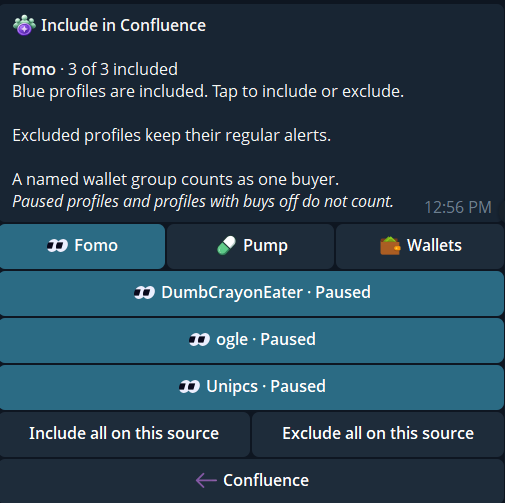 Include in Confluence
Fomo · 3 of 3 included
Blue profiles are included. Tap to include or exclude.
Excluded profiles keep their regular alerts.
A named wallet group counts as one buyer.
Paused profiles and profiles with buys off do not count.
12:56 PM
Fomo
Pump
Wallets
DumbCrayonEater · Paused
ogle · Paused
Unipcs · Paused
Include all on this source
Exclude all on this source
Confluence